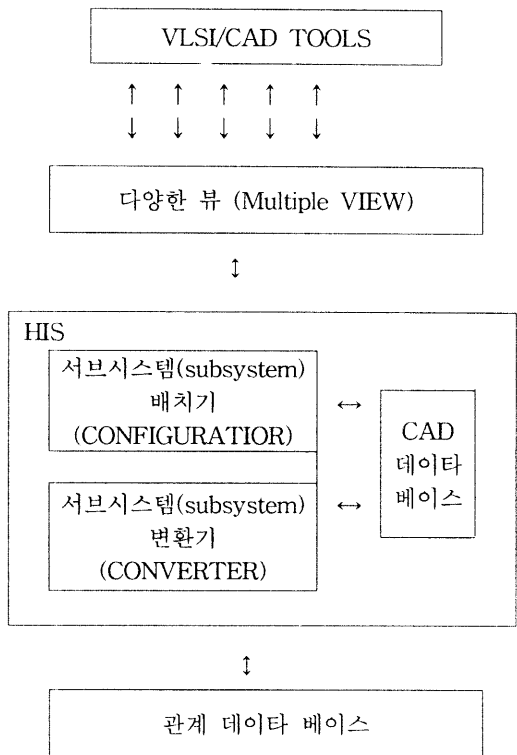 VLSI/CAD TOOLS
↑ ↑ ↑ ↑ ↑
↓ ↓ ↓ ↓ ↓
다양한 뷰 (Multiple VIEW)
↕
HIS
서브시스템(subsystem)
배치기
(CONFIGURATIOR)
↔
서브시스템(subsystem)
변환기
(CONVERTER)
↔
CAD
데이타
베이스
↕
관계 데이타 베이스